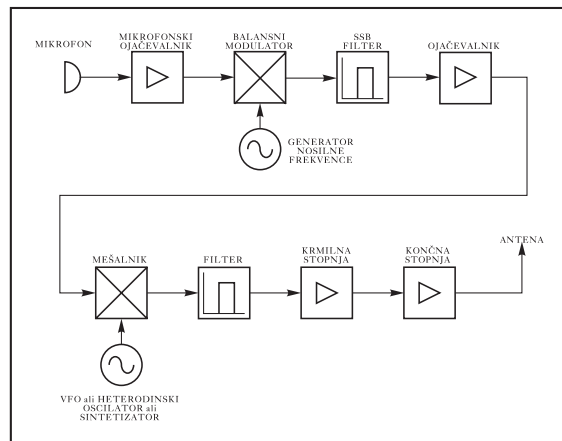 MIKROFON
MIKROFONSKI
OJAČEVALNIK
BALANSNI
MODULATOR
SSB
FILTER
OJAČEVALNIK
GENERATOR
NOSILNE
FREKVENCE
MEŠALNIK
FILTER
KRMILNA
STOPNJA
KONČNA
STOPNJA
ANTENA
VFO ali HETERODINSKI
OSCILATOR ali
SINTETIZATOR